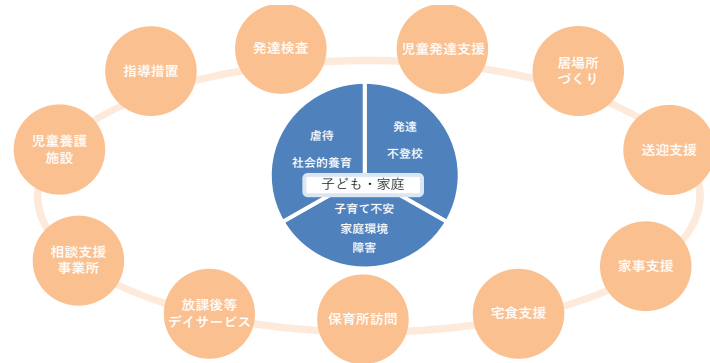 発達検査
児童発達支援
指導措置
居場所
づくり
児童養護
施設
虐待
社会的養育
発達
不登校
送迎支援
子ども・家庭
子育て不安
家庭環境
障害
相談支援
事業所
家事支援
放課後等
デイサービス
保育所訪問
宅食支援